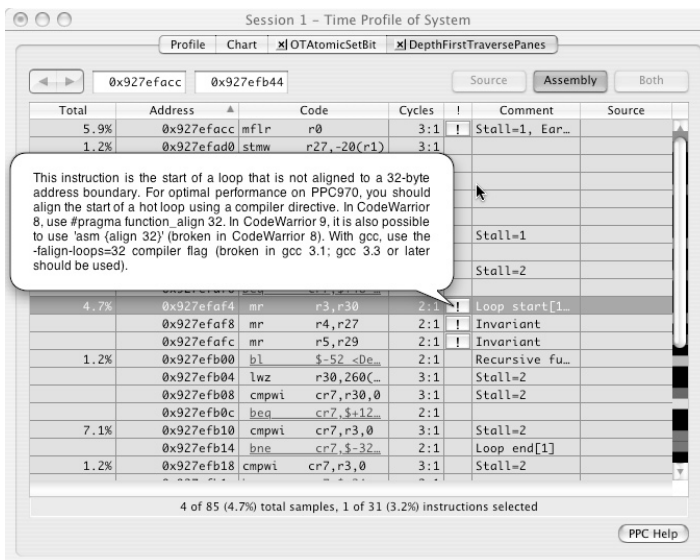 Session 1 – Time Profile of System
Profile Chart x OTAtomicSetBit x DepthFirstTraversePanes
0x927efacc 0x927efb44 Source Assembly Both
Total Address Code Cycles ! Comment Source
5.9% 0x927efacc mflr r0 3:1 ! Stall=1, Ear…
1.2% 0x927efad0 stmw r27,-20(r1) 3:1
This instruction is the start of a loop that is not aligned to a 32-byte
address boundary. For optimal performance on PPC970, you should
align the start of a hot loop using a compiler directive. In CodeWarrior
8, use #pragma function_align 32. In CodeWarrior 9, it is also possible
to use 'asm {align 32}' (broken in CodeWarrior 8). With gcc, use the
-falign-loops=32 compiler flag (broken in gcc 3.1; gcc 3.3 or later
should be used).
Stall=1
Stall=2
4.7% 0x927efaf4 mr r3,r30 2:1 ! Loop start[1…
0x927efaf8 mr r4,r27 2:1 ! Invariant
0x927efafc mr r5,r29 2:1 ! Invariant
1.2% 0x927efb00 bl $-52 <De… 2:1 Recursive fu…
0x927efb04 lwz r30,260(… 3:1 Stall=2
0x927efb08 cmpwi cr7,r30,0 3:1 Stall=2
0x927efb0c beq cr7,$+12… 2:1
7.1% 0x927efb10 cmpwi cr7,r3,0 3:1 Stall=2
0x927efb14 bne cr7,$-32… 2:1 Loop end[1]
1.2% 0x927efb18 cmpwi cr7,r3,0 3:1 Stall=2
4 of 85 (4.7%) total samples, 1 of 31 (3.2%) instructions selected
PPC Help